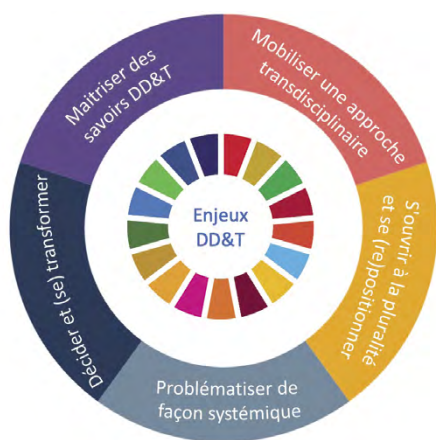 Maitriser des
savoirs DD&T
Mobiliser une approche
transdisciplinaire
S'ouvrir à la pluralité
et se (re)positionner
Problématiser de
façon systémique
Décider et (se) transformer
Enjeux
DD&T